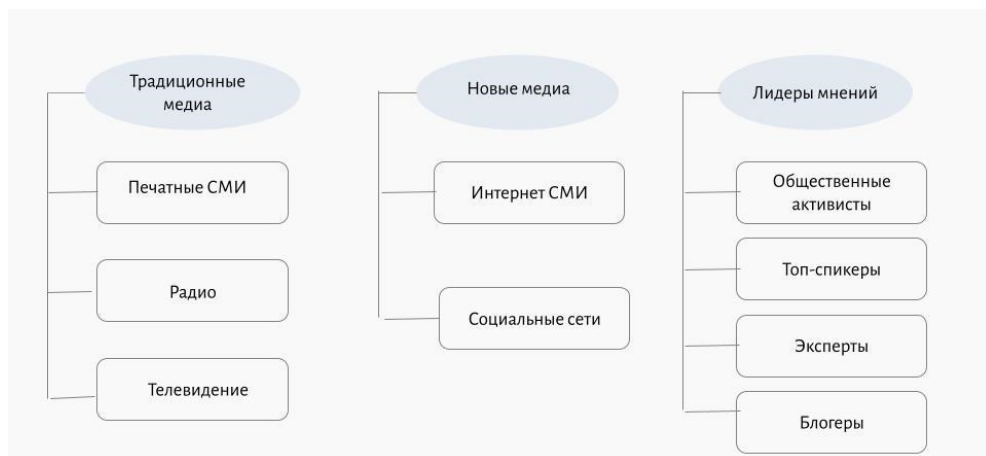 Традиционные
медиа
Печатные СМИ
Радио
Телевидение
Новые медиа
Интернет СМИ
Социальные сети
Лидеры мнений
Общественные
активисты
Топ-спикеры
Эксперты
Блогеры